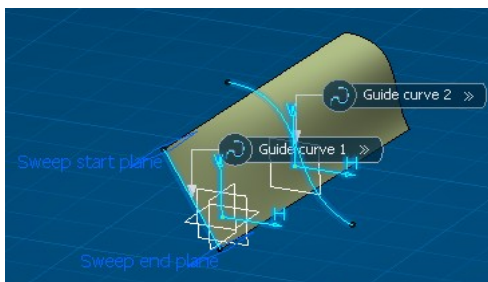 Guide curve 2 »
Guide curve 1 »
V
V
H
Sweep start plane
H
Sweep end plane